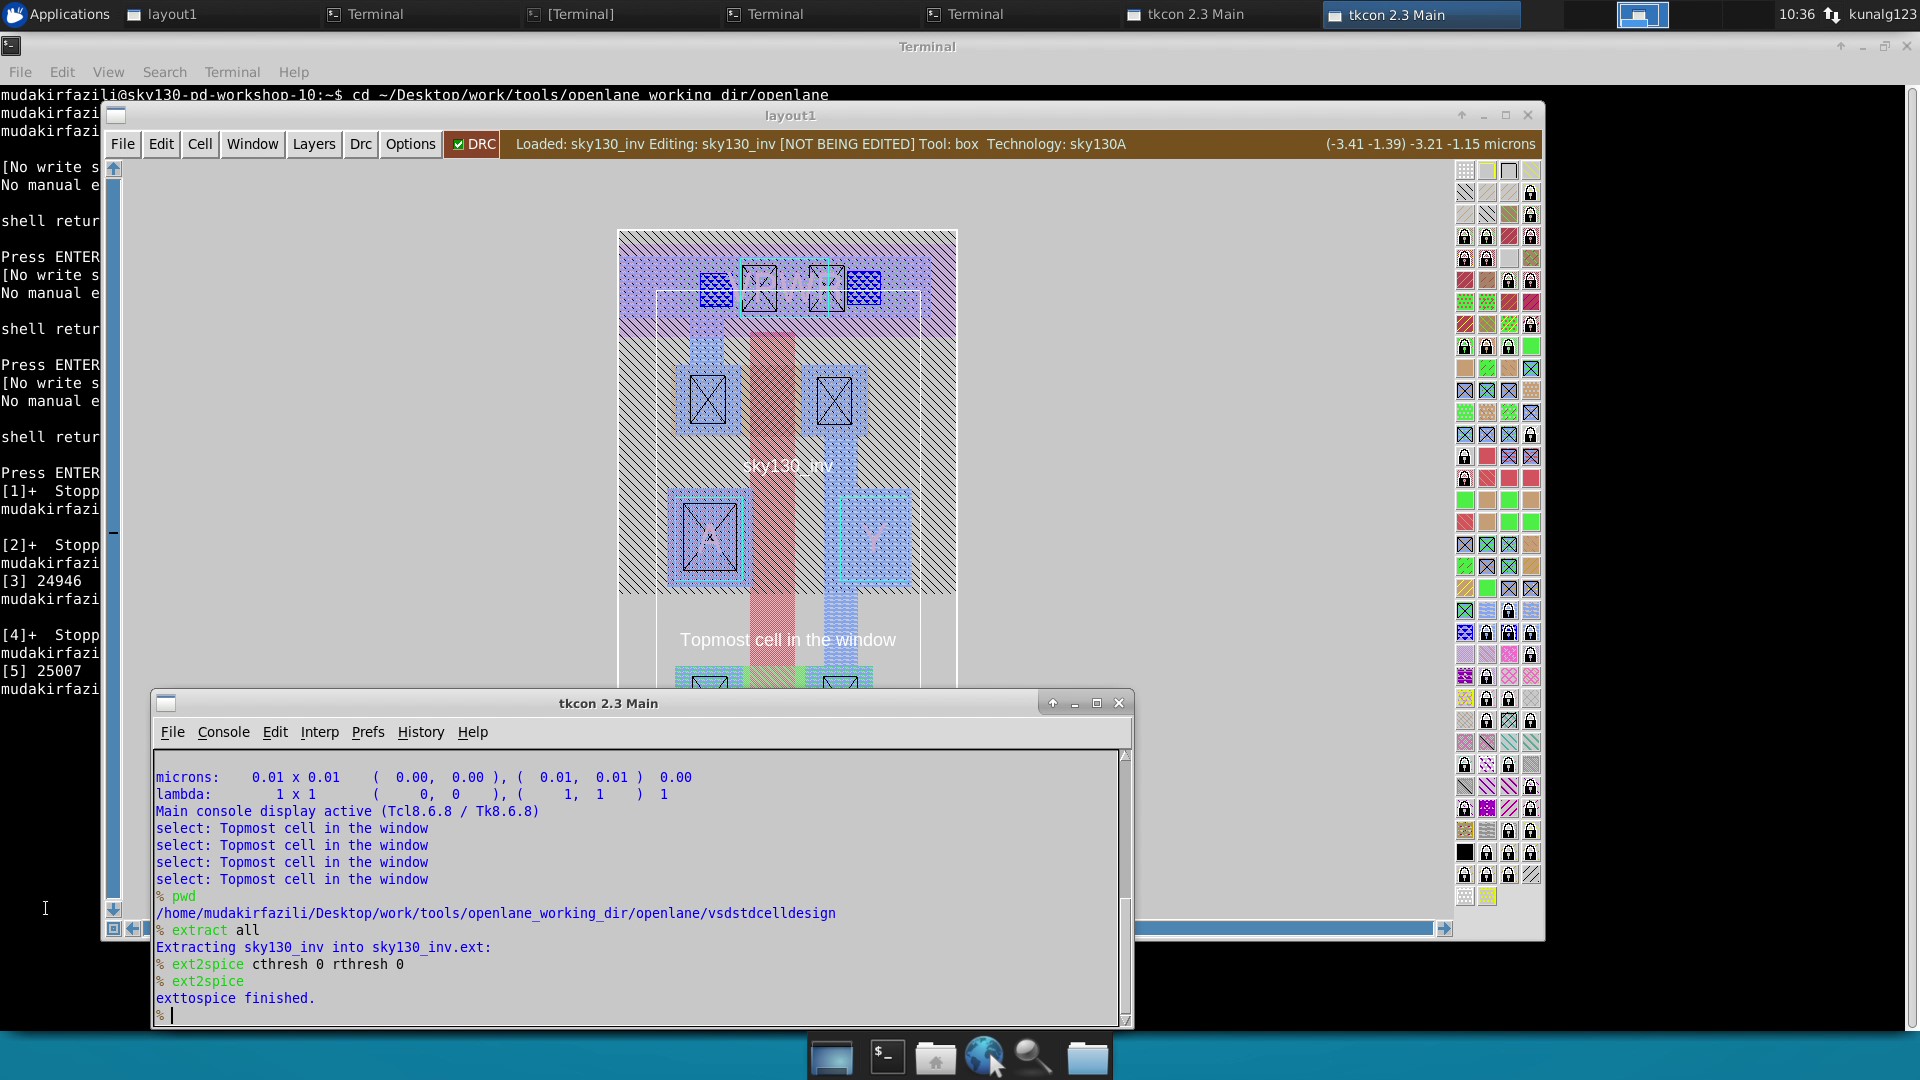 Applications layout1 Terminal [Terminal] Terminal Terminal tkcon 2.3 Main tkcon 2.3 Main 10:36 kunalg123
Terminal
File Edit View Search Terminal Help
mudakirfazili@sky130-pd-workshop-10:~$ cd ~/Desktop/work/tools/openlane_working_dir/openlane
mudakirfazi
mudakirfazi
[No write s
No manual e
shell retur
Press ENTER
[No write s
No manual e
shell retur
Press ENTER
[No write s
No manual e
shell retur
Press ENTER
[1]+ Stopp
mudakirfazi
[2]+ Stopp
mudakirfazi
[3] 24946
mudakirfazi
[4]+ Stopp
mudakirfazi
[5] 25007
mudakirfazi
layout1
File Edit Cell Window Layers Drc Options DRC Loaded: sky130_inv Editing: sky130_inv [NOT BEING EDITED] Tool: box Technology: sky130A (-3.41 -1.39) -3.21 -1.15 microns
VPWR
sky130_inv
A Y
Topmost cell in the window
tkcon 2.3 Main
File Console Edit Interp Prefs History Help
microns: 0.01 x 0.01 ( 0.00, 0.00 ), ( 0.01, 0.01 ) 0.00
lambda: 1 x 1 ( 0, 0 ), ( 1, 1 ) 1
Main console display active (Tcl8.6.8 / Tk8.6.8)
select: Topmost cell in the window
select: Topmost cell in the window
select: Topmost cell in the window
select: Topmost cell in the window
% pwd
/home/mudakirfazili/Desktop/work/tools/openlane_working_dir/openlane/vsdstdcelldesign
% extract all
Extracting sky130_inv into sky130_inv.ext:
% ext2spice cthresh 0 rthresh 0
% ext2spice
exttospice finished.
%